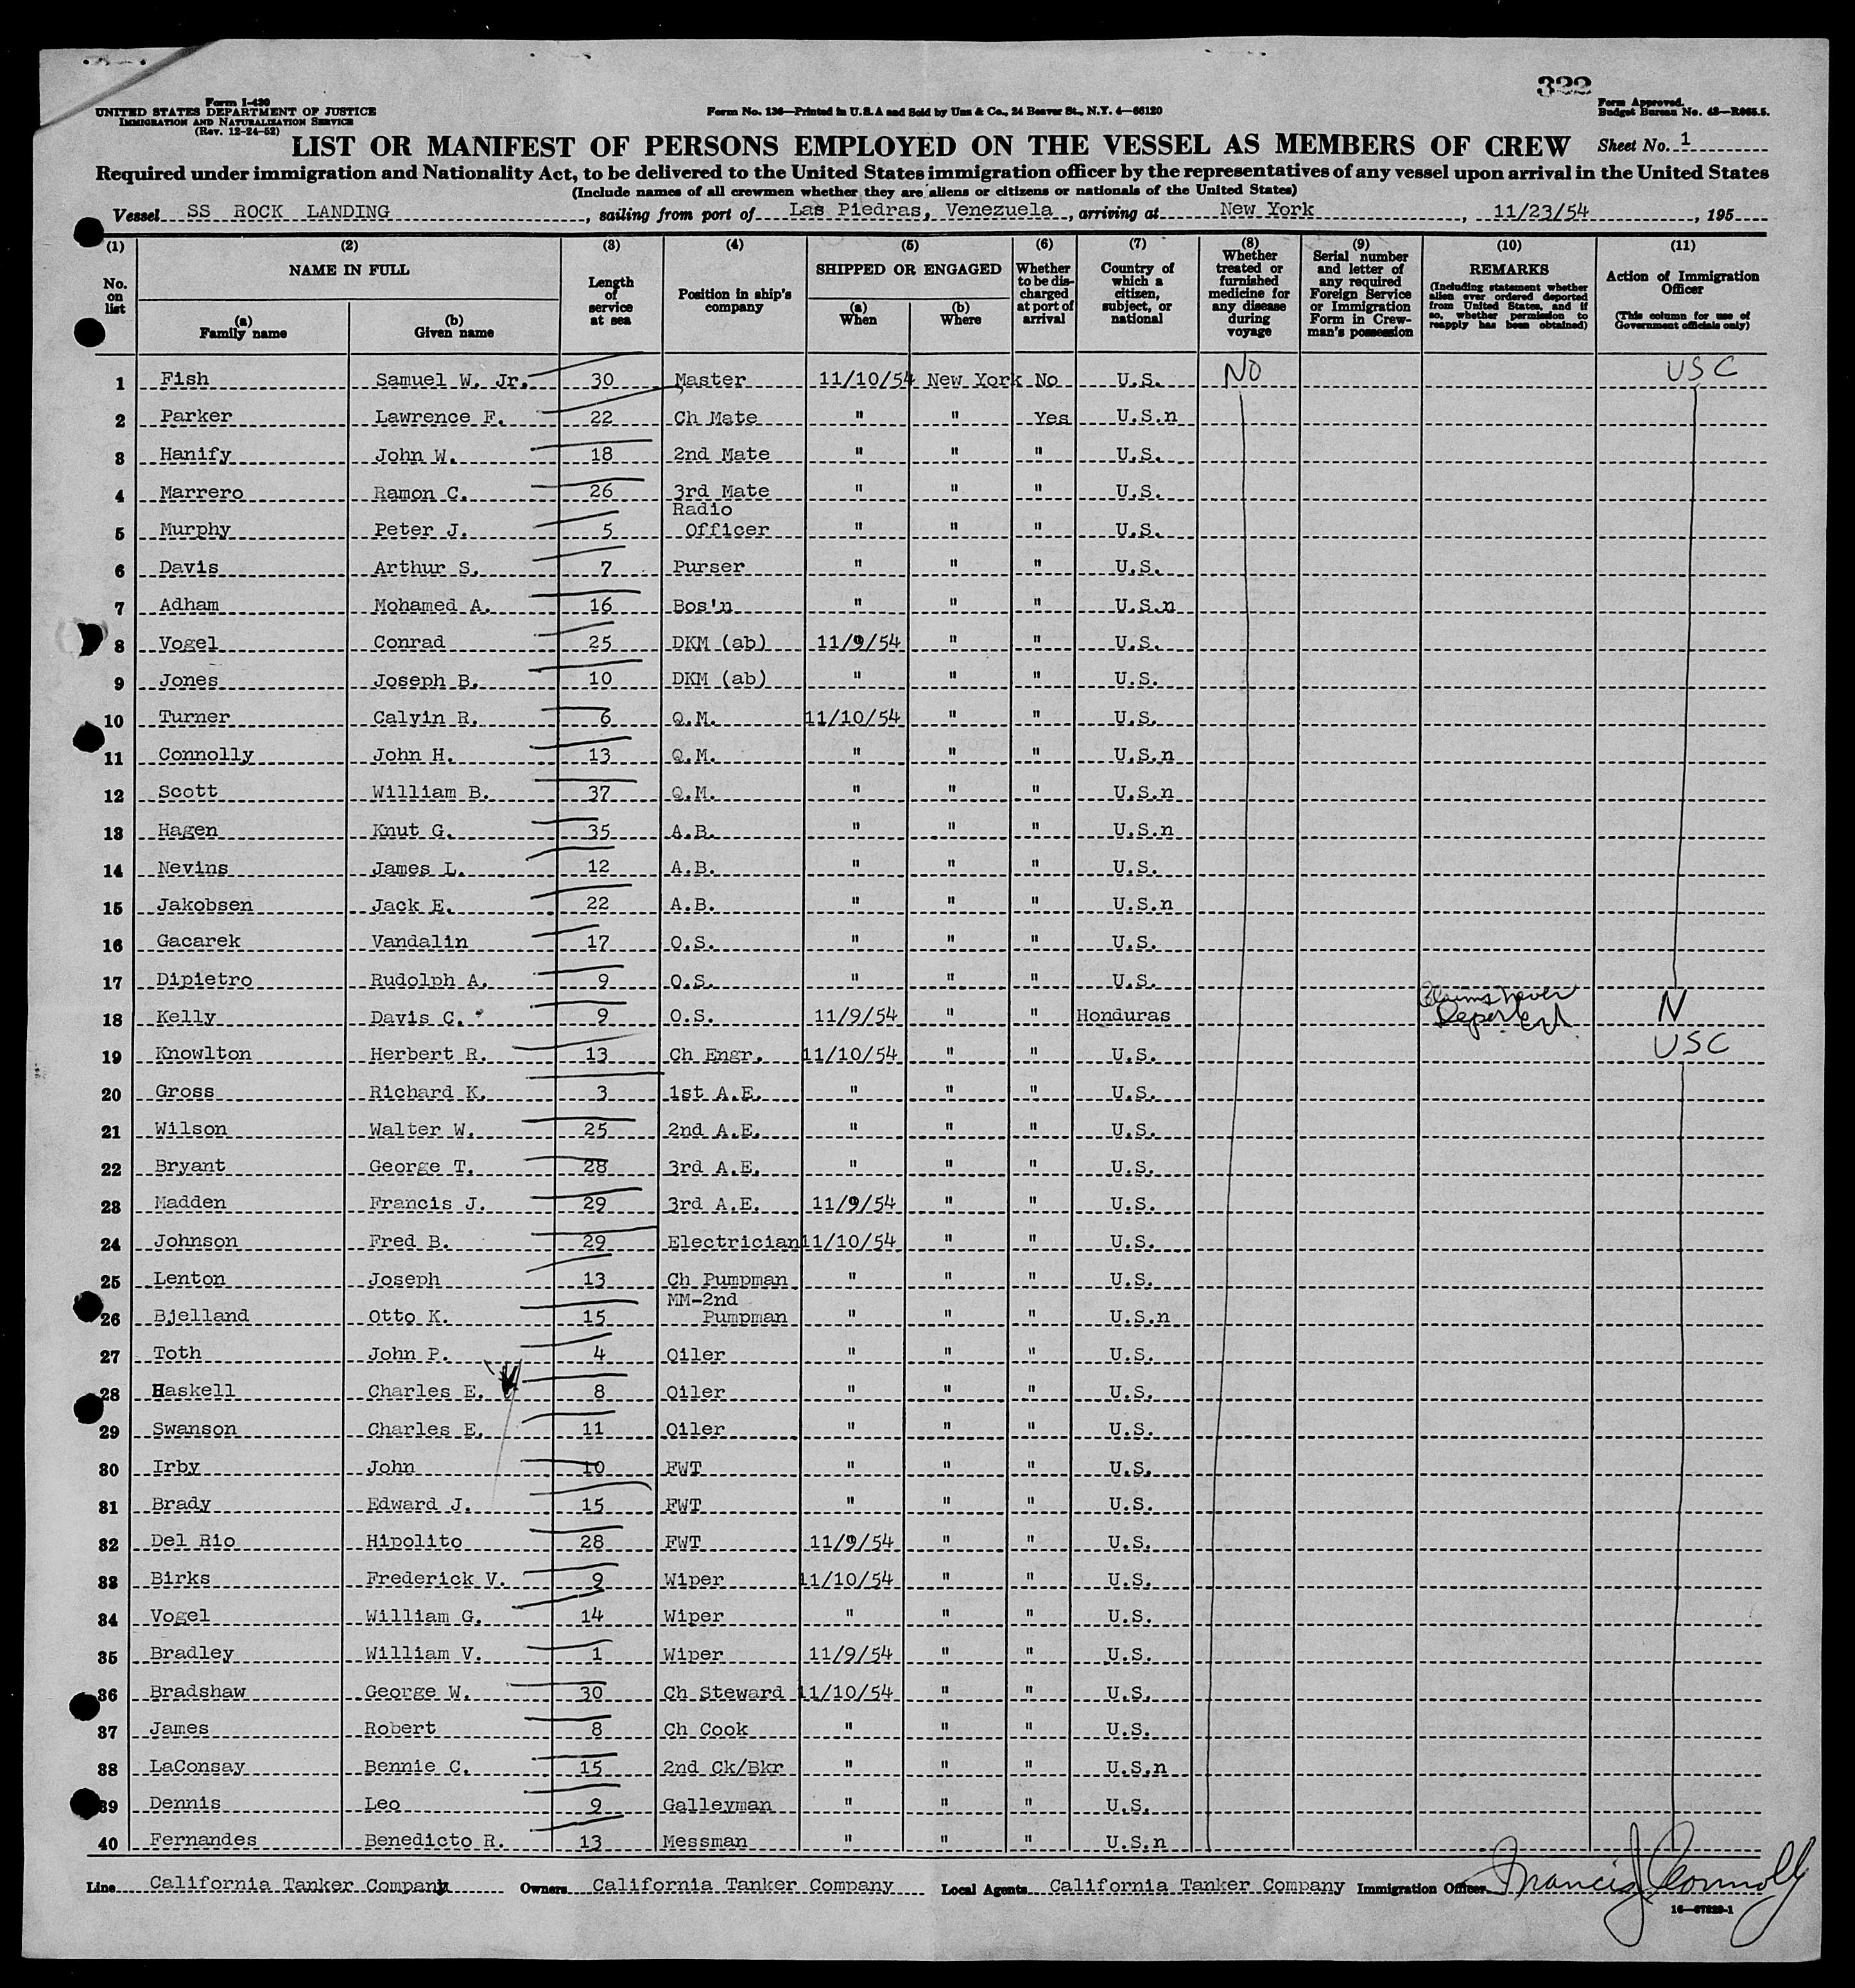 322
Form I-420
UNITED STATES DEPARTMENT OF JUSTICE
IMMIGRATION AND NATURALIZATION SERVICE
(Rev. 12-24-52)
Form No. 136—Printed in U.S.A and Sold by Unz & Co., 24 Beaver St., N.Y. 4—66120
Form Approved.
Budget Bureau No. 43—R065.5.
LIST OR MANIFEST OF PERSONS EMPLOYED ON THE VESSEL AS MEMBERS OF CREW Sheet No. 1
Required under immigration and Nationality Act, to be delivered to the United States immigration officer by the representatives of any vessel upon arrival in the United States
(Include names of all crewmen whether they are aliens or citizens or nationals of the United States)
Vessel SS ROCK LANDING, sailing from port of Las Piedras, Venezuela, arriving at New York, 11/23/54, 195
(1) (2) (3) (4) (5) (6) (7) (8) (9) (10) (11)
No. on list
NAME IN FULL
(a) Family name
(b) Given name
Length of service at sea
Position in ship's company
SHIPPED OR ENGAGED
(a) When
(b) Where
Whether to be discharged at port of arrival
Country of which a citizen, subject, or national
Whether treated or furnished medicine for any disease during voyage
Serial number and letter of any required Foreign Service or Immigration Form in Crewman's possession
REMARKS
(Including statement whether alien ever ordered deported from United States, and if so, whether permission to reapply has been obtained)
Action of Immigration Officer
(This column for use of Government officials only)
1 Fish Samuel W. Jr. 30 Master 11/10/54 New York No U.S. NO USC
2 Parker Lawrence F. 22 Ch Mate " " Yes U.S.n
3 Hanify John W. 18 2nd Mate " " " U.S.
4 Marrero Ramon C. 26 3rd Mate " " " U.S.
5 Murphy Peter J. 5 Radio Officer " " " U.S.
6 Davis Arthur S. 7 Purser " " " U.S.
7 Adham Mohamed A. 16 Bos'n " " " U.S.n
8 Vogel Conrad 25 DKM (ab) 11/9/54 " " U.S.
9 Jones Joseph B. 10 DKM (ab) " " " U.S.
10 Turner Calvin R. 6 Q.M. 11/10/54 " " U.S.
11 Connolly John H. 13 Q.M. " " " U.S.n
12 Scott William B. 37 Q.M. " " " U.S.n
13 Hagen Knut G. 35 A.B. " " " U.S.n
14 Nevins James L. 12 A.B. " " " U.S.
15 Jakobsen Jack E. 22 A.B. " " " U.S.n
16 Gacarek Vandalin 17 O.S. " " " U.S.
17 Dipietro Rudolph A. 9 O.S. " " " U.S.
18 Kelly Davis C. 9 O.S. 11/9/54 " " Honduras Claims never Deported N
19 Knowlton Herbert R. 13 Ch Engr. 11/10/54 " " U.S. USC
20 Gross Richard K. 3 1st A.E. " " " U.S.
21 Wilson Walter W. 25 2nd A.E. " " " U.S.
22 Bryant George T. 28 3rd A.E. " " " U.S.
23 Madden Francis J. 29 3rd A.E. 11/9/54 " " U.S.
24 Johnson Fred B. 29 Electrician 11/10/54 " " U.S.
25 Lenton Joseph 13 Ch Pumpman " " " U.S.
26 Bjelland Otto K. 15 MM-2nd Pumpman " " " U.S.n
27 Toth John P. 4 Oiler " " " U.S.
28 Haskell Charles E. 8 Oiler " " " U.S.
29 Swanson Charles E. 11 Oiler " " " U.S.
30 Irby John 10 FWT " " " U.S.
31 Brady Edward J. 15 FWT " " " U.S.
32 Del Rio Hipolito 28 FWT 11/9/54 " " U.S.
33 Birks Frederick V. 9 Wiper 11/10/54 " " U.S.
34 Vogel William G. 14 Wiper " " " U.S.
35 Bradley William V. 1 Wiper 11/9/54 " " U.S.
36 Bradshaw George W. 30 Ch Steward 11/10/54 " " U.S.
37 James Robert 8 Ch Cook " " " U.S.
38 LaConsay Bennie C. 15 2nd Ck/Bkr " " " U.S.n
39 Dennis Leo 9 Galleyman " " " U.S.
40 Fernandes Benedicto R. 13 Messman " " " U.S.n
Line California Tanker Company Owners California Tanker Company Local Agents California Tanker Company Immigration Officer Francis J Connolly
16—67829-1